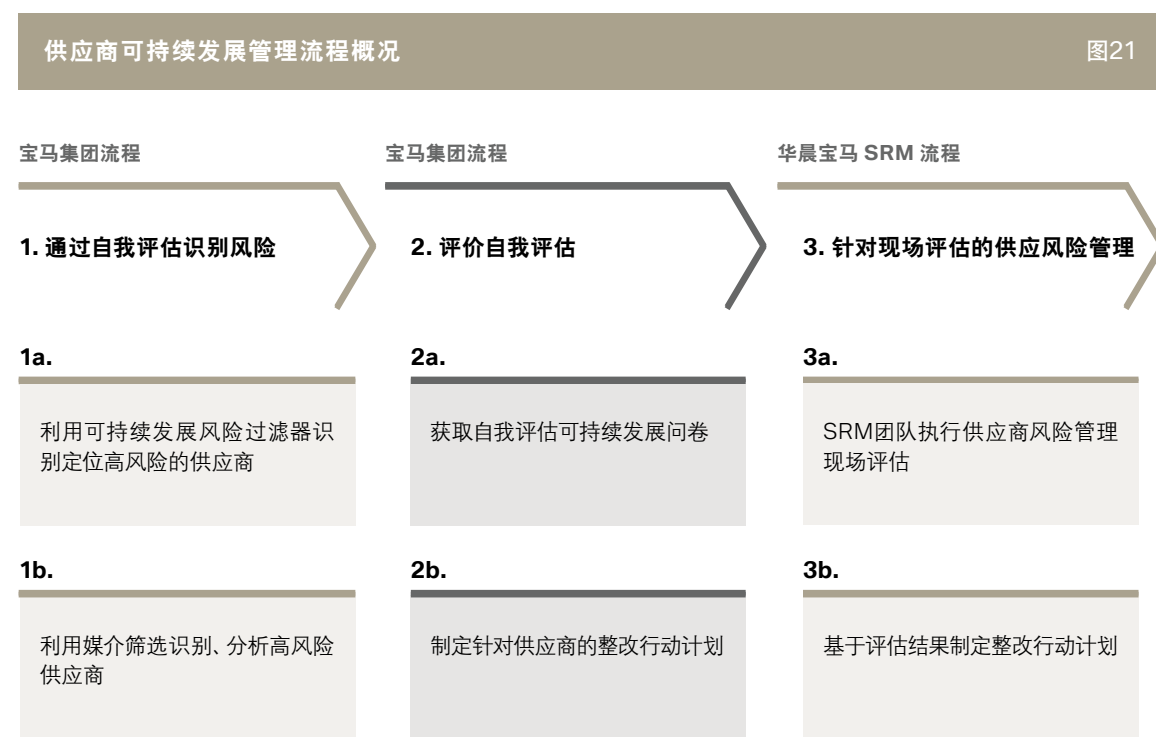 供应商可持续发展管理流程概况
图21
宝马集团流程
宝马集团流程
华晨宝马 SRM 流程
1. 通过自我评估识别风险
2. 评价自我评估
3. 针对现场评估的供应风险管理
1a.
利用可持续发展风险过滤器识
别定位高风险的供应商
2a.
获取自我评估可持续发展问卷
3a.
SRM团队执行供应商风险管理
现场评估
1b.
利用媒介筛选识别、分析高风险
供应商
2b.
制定针对供应商的整改行动计划
3b.
基于评估结果制定整改行动计划